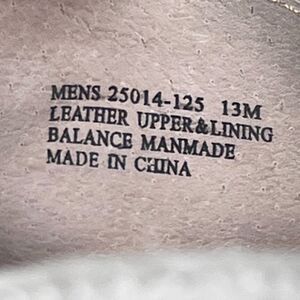 MENS 25014-125 13M
LEATHER UPPER&LINING
BALANCE MANMADE
MADE IN CHINA